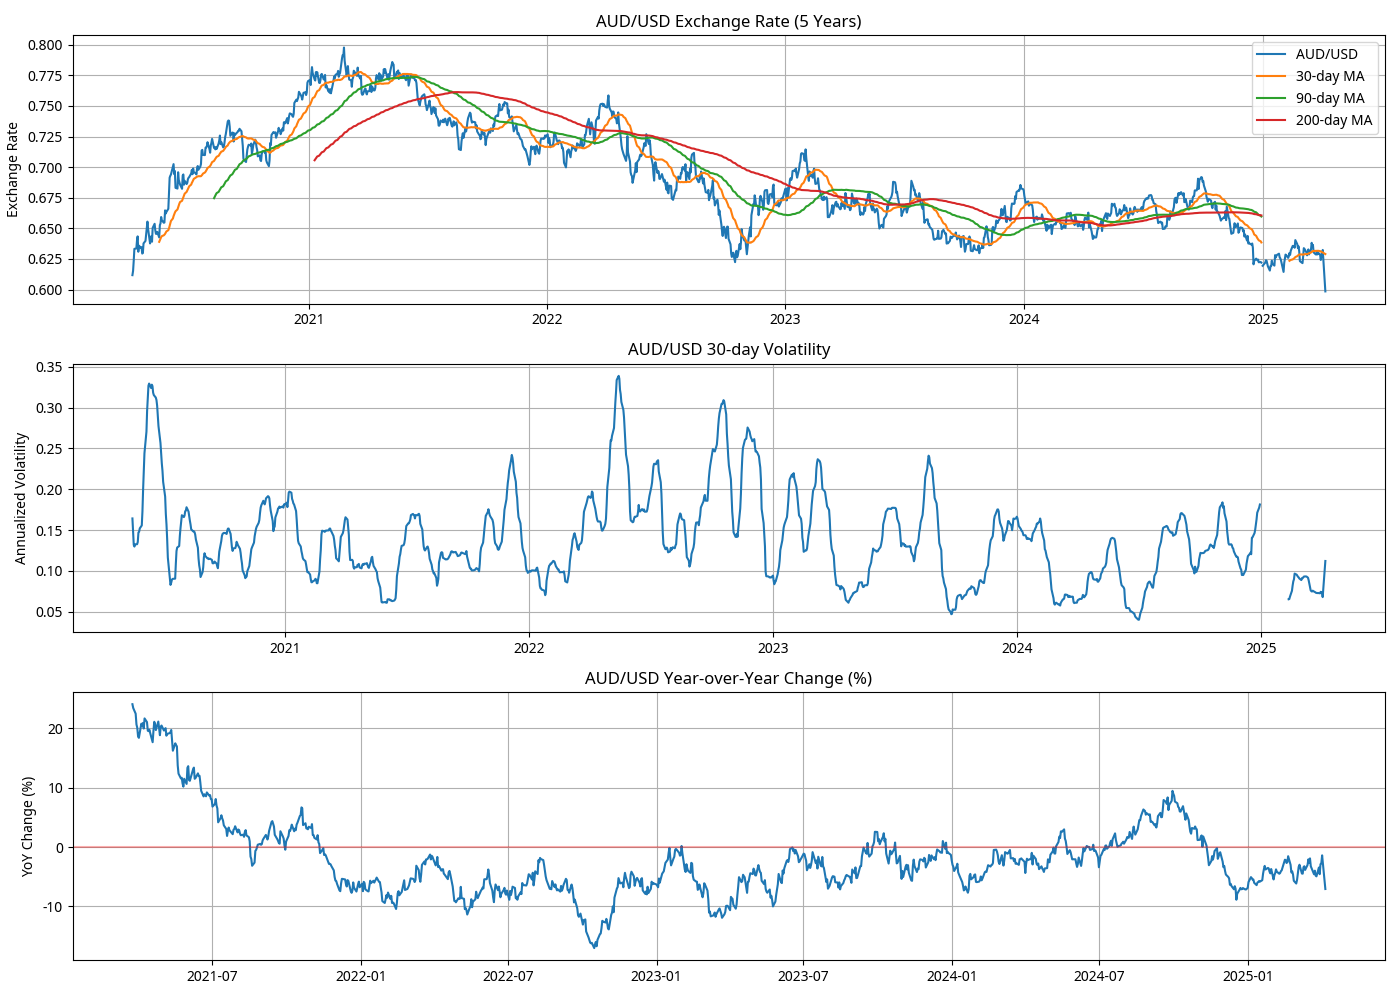 AUD/USD Exchange Rate (5 Years)
Exchange Rate
0.800
0.775
0.750
0.725
0.700
0.675
0.650
0.625
0.600
AUD/USD
30-day MA
90-day MA
200-day MA
2021 2022 2023 2024 2025
AUD/USD 30-day Volatility
Annualized Volatility
0.35
0.30
0.25
0.20
0.15
0.10
0.05
2021 2022 2023 2024 2025
AUD/USD Year-over-Year Change (%)
YoY Change (%)
20
10
0
-10
2021-07 2022-01 2022-07 2023-01 2023-07 2024-01 2024-07 2025-01